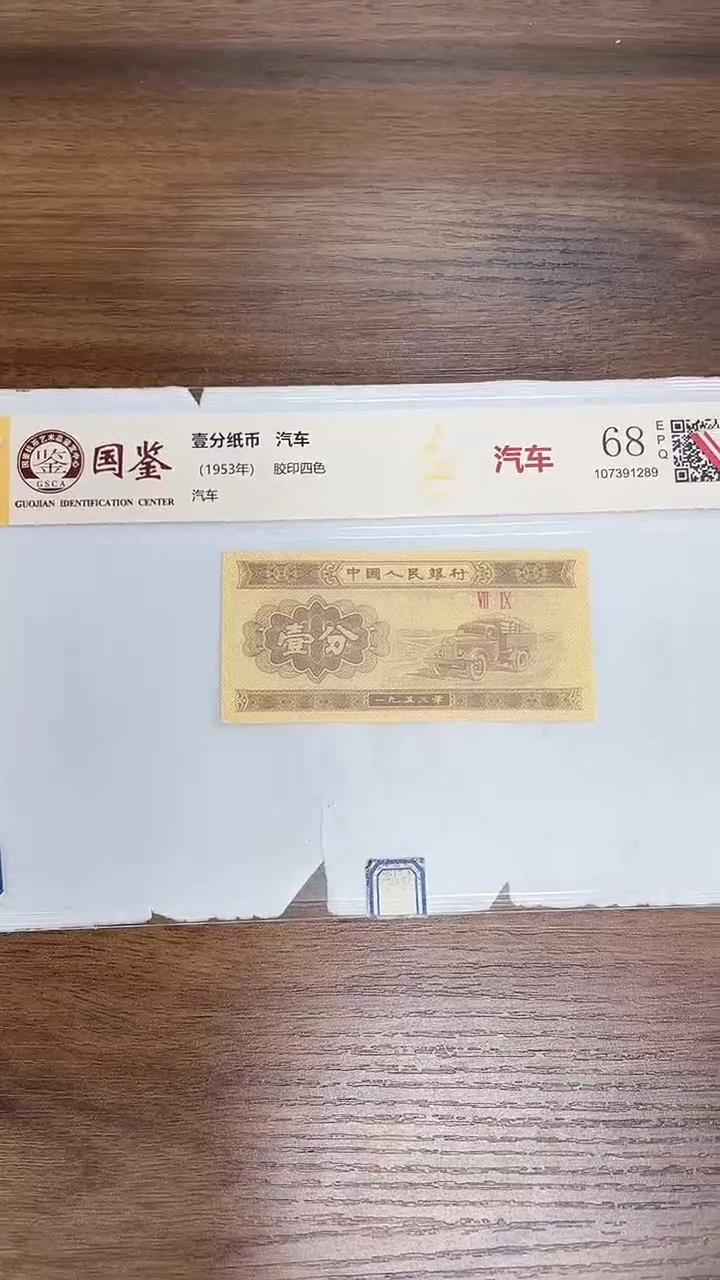 国鉴
GSCA
GUOJIAN IDENTIFICATION CENTER
壹分纸币 汽车
(1953年) 胶印四色
汽车
汽车
68
EPQ
107391289
中國人民銀行
VII IX
壹分
一九五三年